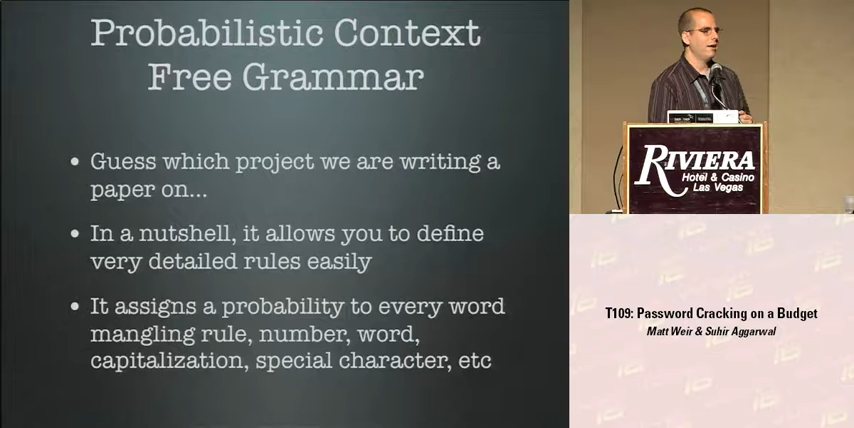 Probabilistic Context
Free Grammar
• Guess which project we are writing a
paper on...
• In a nutshell, it allows you to define
very detailed rules easily
• It assigns a probability to every word
mangling rule, number, word,
capitalization, special character, etc
RIVIERA
Hotel & Casino
Las Vegas
T109: Password Cracking on a Budget
Matt Weir & Suhir Aggarwal